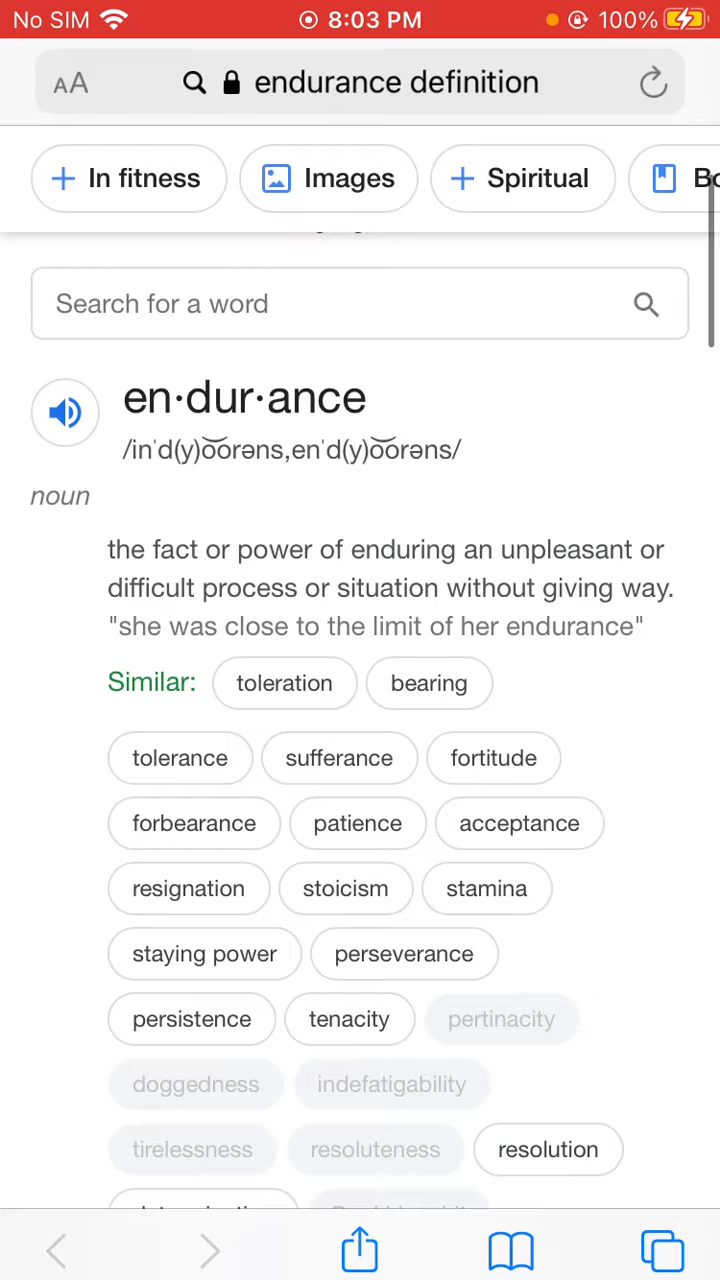 No SIM 8:03 PM 100%
AA endurance definition
In fitness Images Spiritual
Search for a word
en·dur·ance
/inˈd(y)o͝orəns,enˈd(y)o͝orəns/
noun
the fact or power of enduring an unpleasant or
difficult process or situation without giving way.
"she was close to the limit of her endurance"
Similar: toleration bearing
tolerance sufferance fortitude
forbearance patience acceptance
resignation stoicism stamina
staying power perseverance
persistence tenacity pertinacity
doggedness indefatigability
tirelessness resoluteness resolution